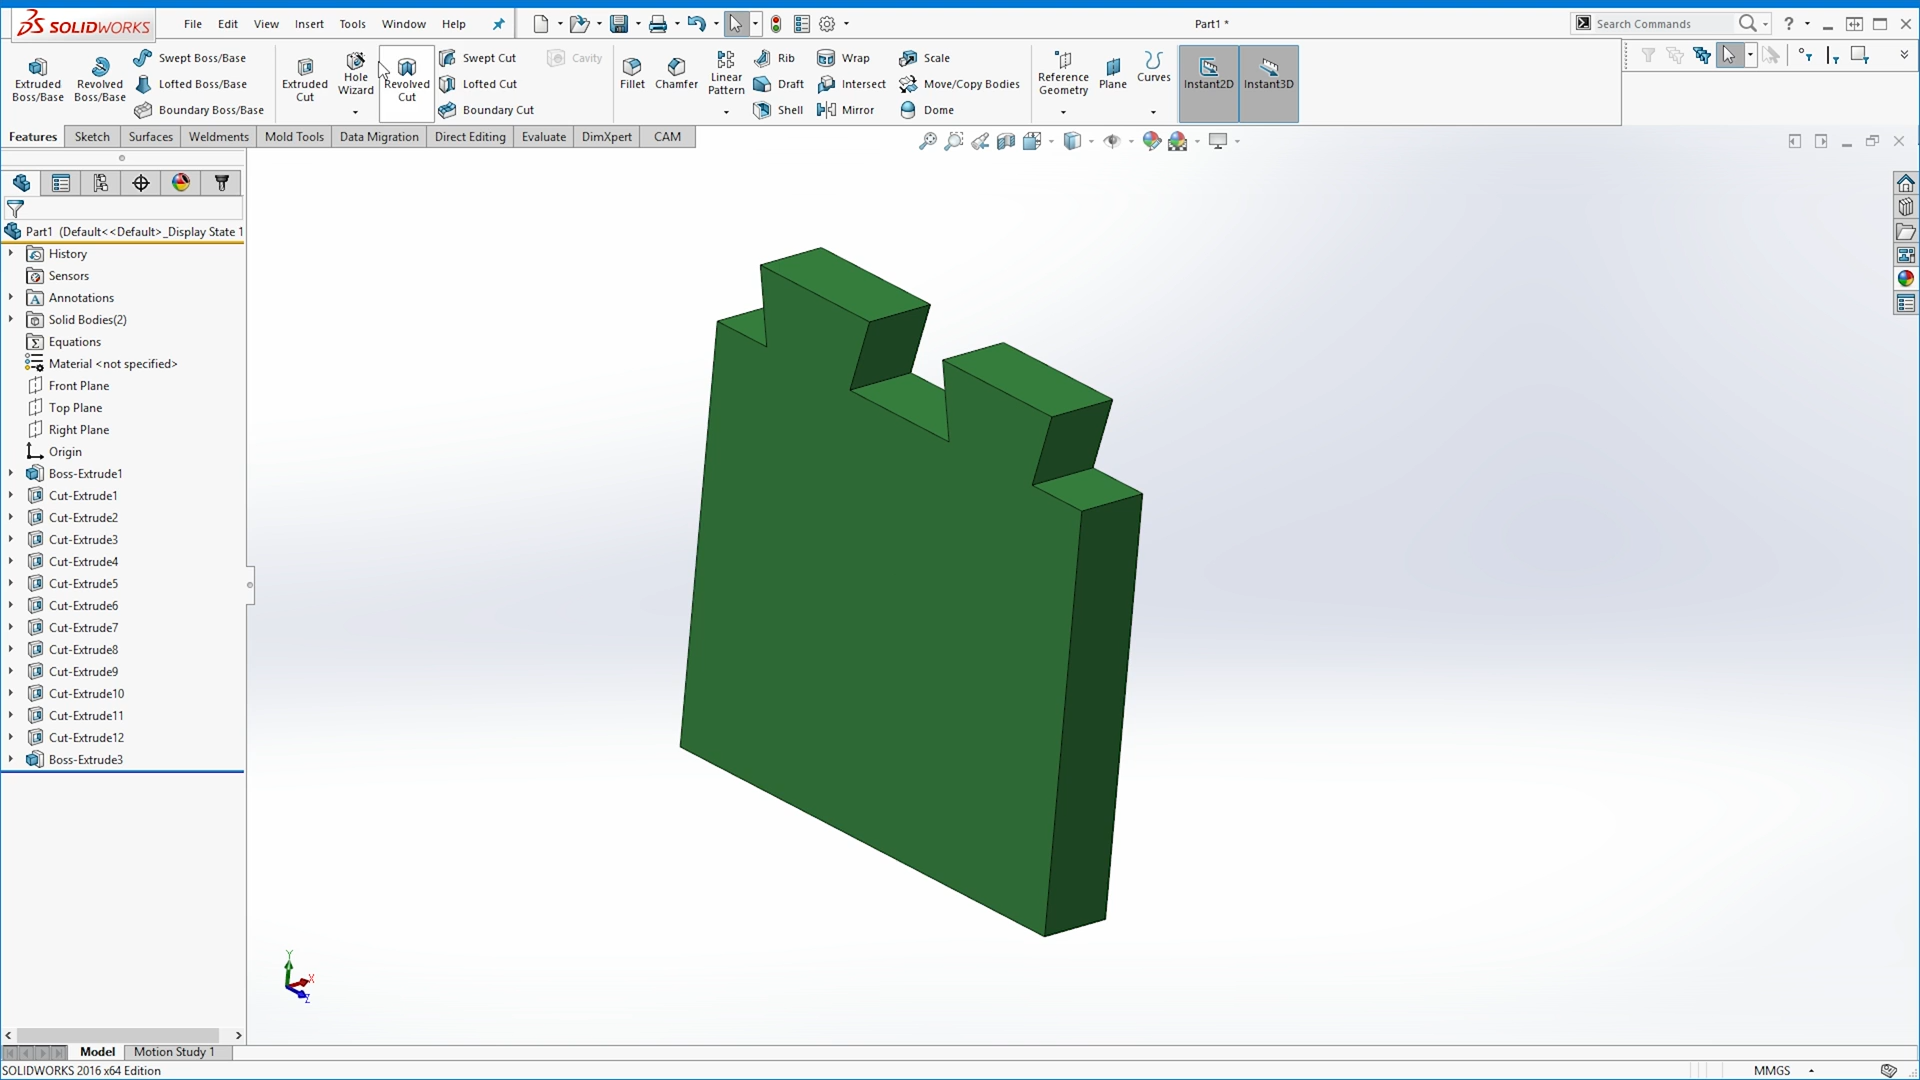 SOLIDWORKS
File Edit View Insert Tools Window Help
Part1 *
Search Commands
Extruded Boss/Base
Revolved Boss/Base
Swept Boss/Base
Lofted Boss/Base
Boundary Boss/Base
Extruded Cut
Hole Wizard
Revolved Cut
Swept Cut
Lofted Cut
Boundary Cut
Cavity
Fillet
Chamfer
Linear Pattern
Rib
Draft
Shell
Wrap
Intersect
Mirror
Scale
Move/Copy Bodies
Dome
Reference Geometry
Plane
Curves
Instant2D
Instant3D
Features Sketch Surfaces Weldments Mold Tools Data Migration Direct Editing Evaluate DimXpert CAM
Part1 (Default<<Default>_Display State 1
History
Sensors
Annotations
Solid Bodies(2)
Equations
Material <not specified>
Front Plane
Top Plane
Right Plane
Origin
Boss-Extrude1
Cut-Extrude1
Cut-Extrude2
Cut-Extrude3
Cut-Extrude4
Cut-Extrude5
Cut-Extrude6
Cut-Extrude7
Cut-Extrude8
Cut-Extrude9
Cut-Extrude10
Cut-Extrude11
Cut-Extrude12
Boss-Extrude3
Y
X
Z
Model Motion Study 1
SOLIDWORKS 2016 x64 Edition
MMGS